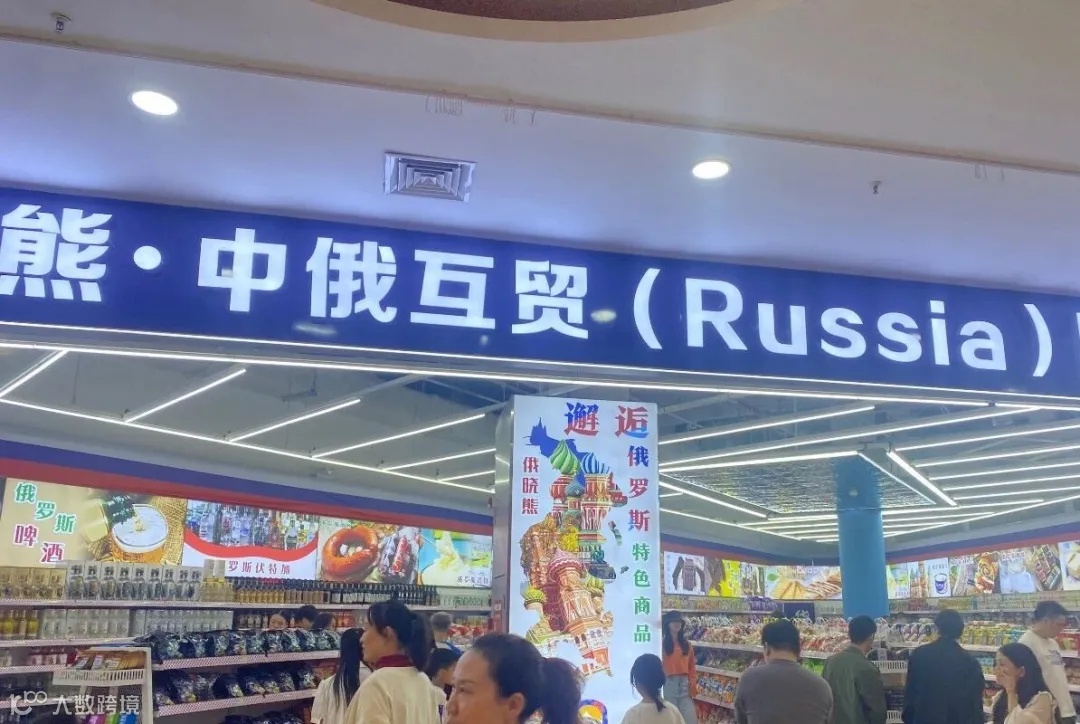 熊·中俄互贸(Russia)
邂逅
俄罗斯特色商品
俄晓熊
俄罗斯
啤酒
罗斯伏特加
大数跨境